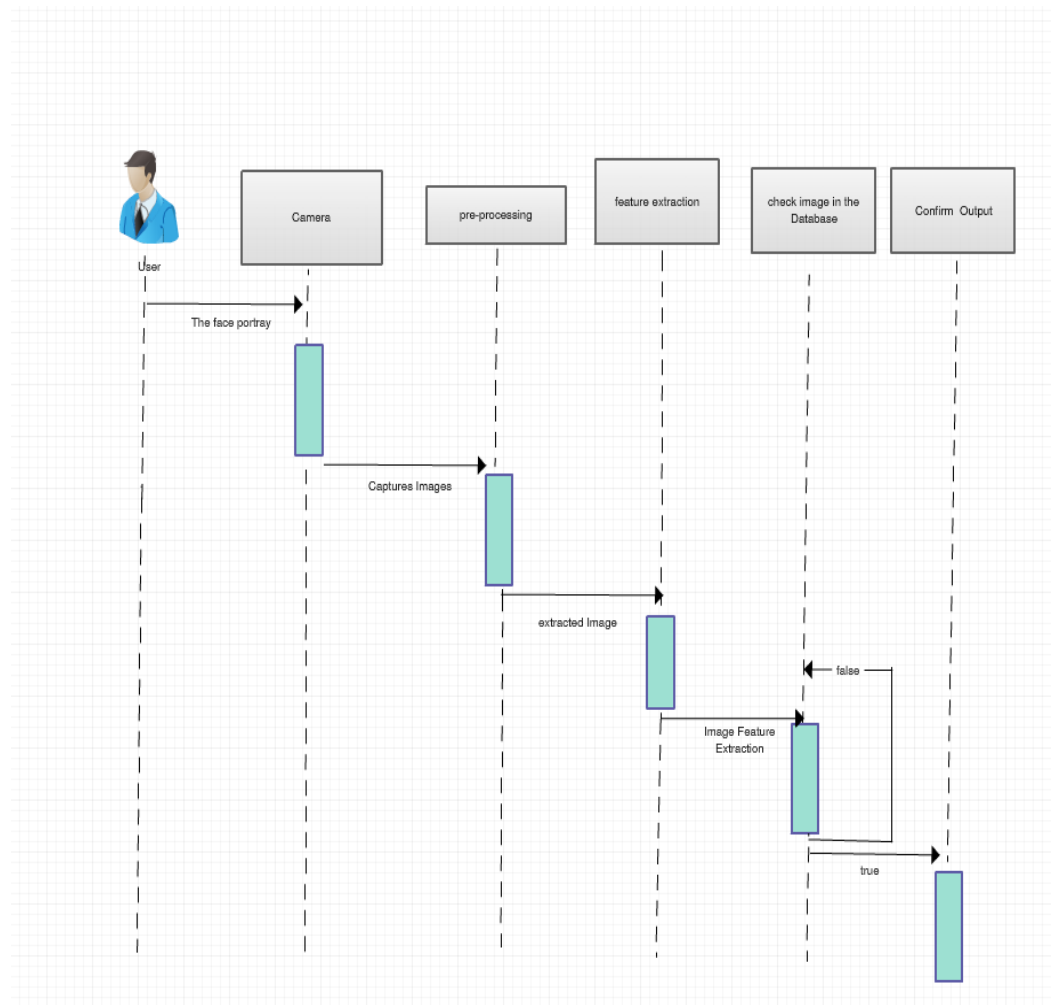 User
Camera
pre-processing
feature extraction
check image in the
Database
Confirm Output
The face portray
Captures Images
extracted Image
false
Image Feature
Extraction
true